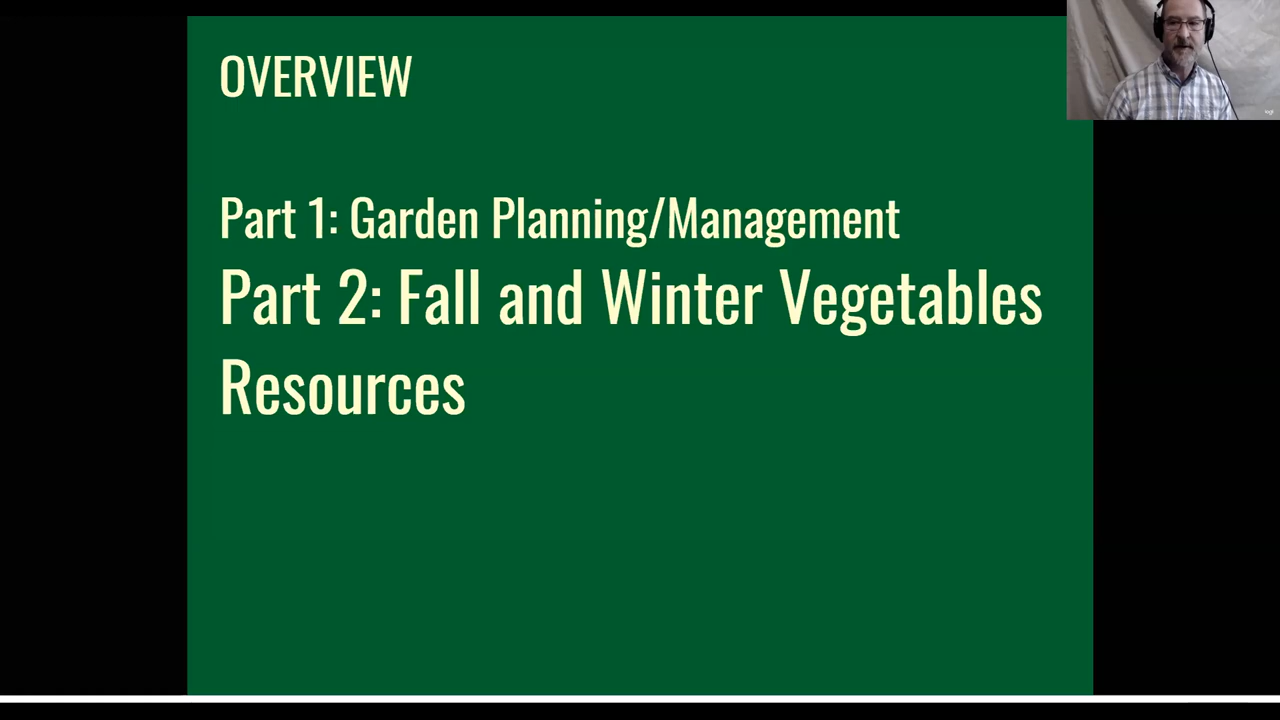 OVERVIEW
Part 1: Garden Planning/Management
Part 2: Fall and Winter Vegetables
Resources